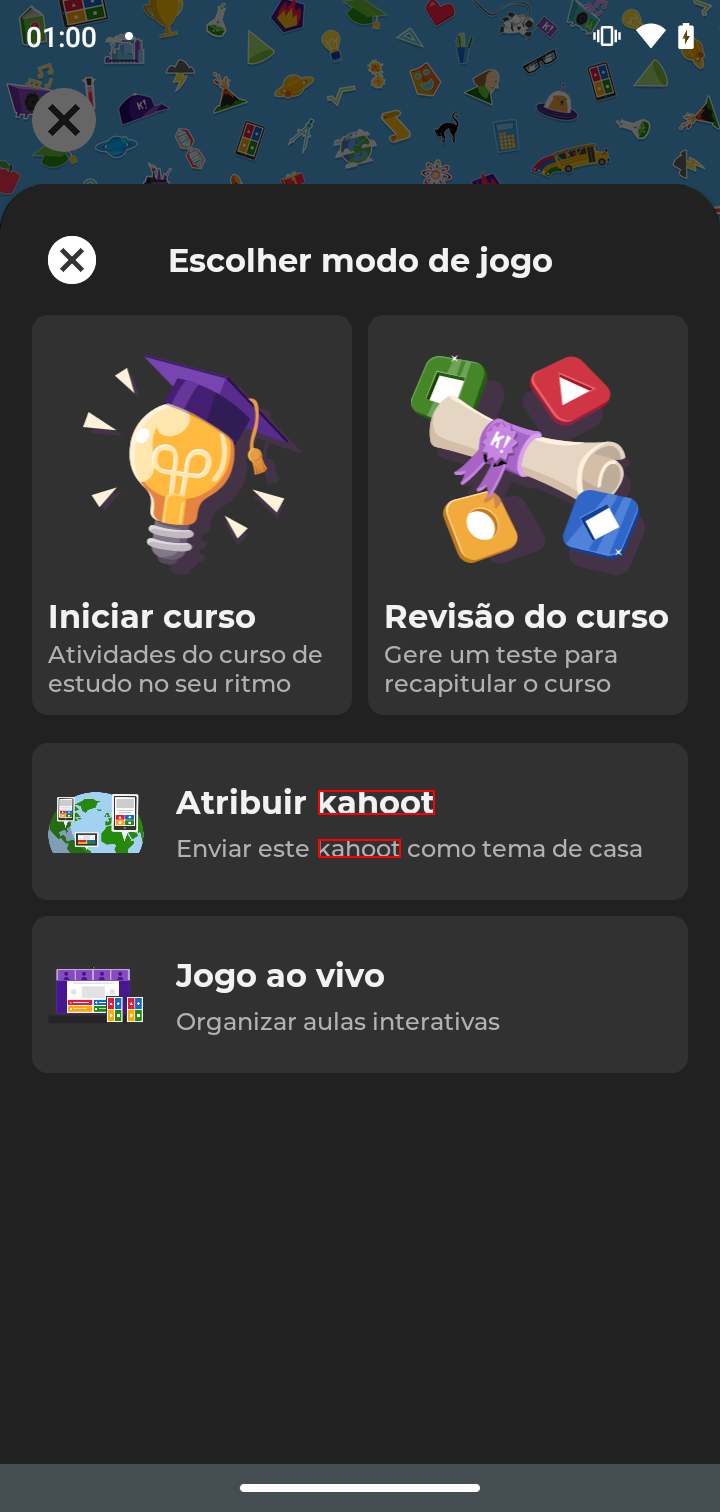 01:00
Escolher modo de jogo
Iniciar curso
Atividades do curso de
estudo no seu ritmo
Revisão do curso
Gere um teste para
recapitular o curso
Atribuir kahoot
Enviar este kahoot como tema de casa
Jogo ao vivo
Organizar aulas interativas
K!
K!